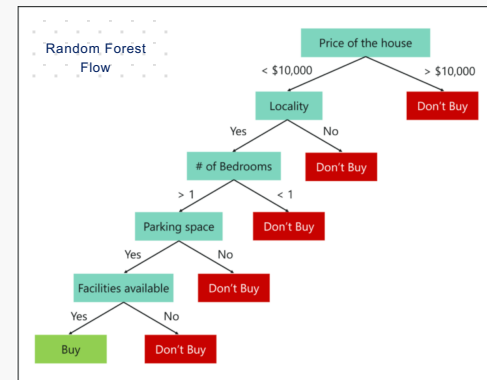 Random Forest
Flow
Price of the house
< $10,000
> $10,000
Locality
Don't Buy
Yes
No
# of Bedrooms
Don't Buy
> 1
< 1
Parking space
Don't Buy
Yes
No
Facilities available
Don't Buy
Yes
No
Buy
Don't Buy